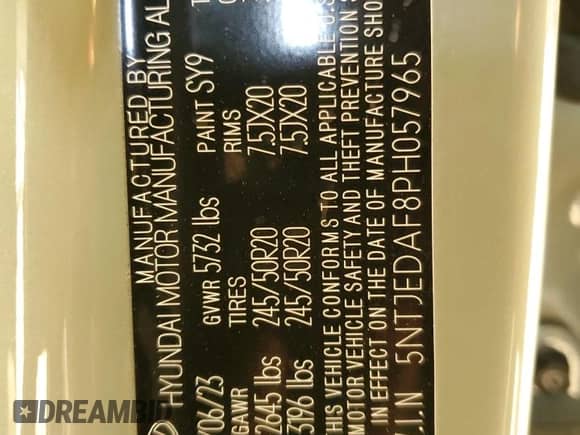 MANUFACTURED BY
HYUNDAI MOTOR MANUFACTURING AL
/06/23 GVWR 5732 lbs PAINT SY9
GAWR TIRES RIMS
2645 lbs 245/50R20 7.5JX20
3196 lbs 245/50R20 7.5JX20
THIS VEHICLE CONFORMS TO ALL APPLICABLE U.S
MOTOR VEHICLE SAFETY AND THEFT PREVENTION S
IN EFFECT ON THE DATE OF MANUFACTURE SHO
V.I.N 5NTJEDAF8PH057965
DREAMBID